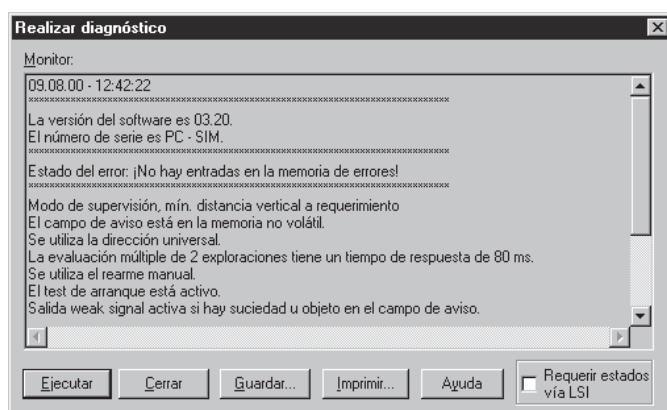 Realizar diagnóstico
Monitor:
09.08.00 - 12:42:22
La versión del software es 03.20.
El número de serie es PC - SIM.
Estado del error: ¡No hay entradas en la memoria de errores!
Modo de supervisión, mín. distancia vertical a requerimiento
El campo de aviso está en la memoria no volátil.
Se utiliza la dirección universal.
La evaluación múltiple de 2 exploraciones tiene un tiempo de respuesta de 80 ms.
Se utiliza el rearme manual.
El test de arranque está activo.
Salida weak signal activa si hay suciedad u objeto en el campo de aviso.
Ejecutar Cerrar Guardar... Imprimir... Ayuda
Requerir estados
vía LSI